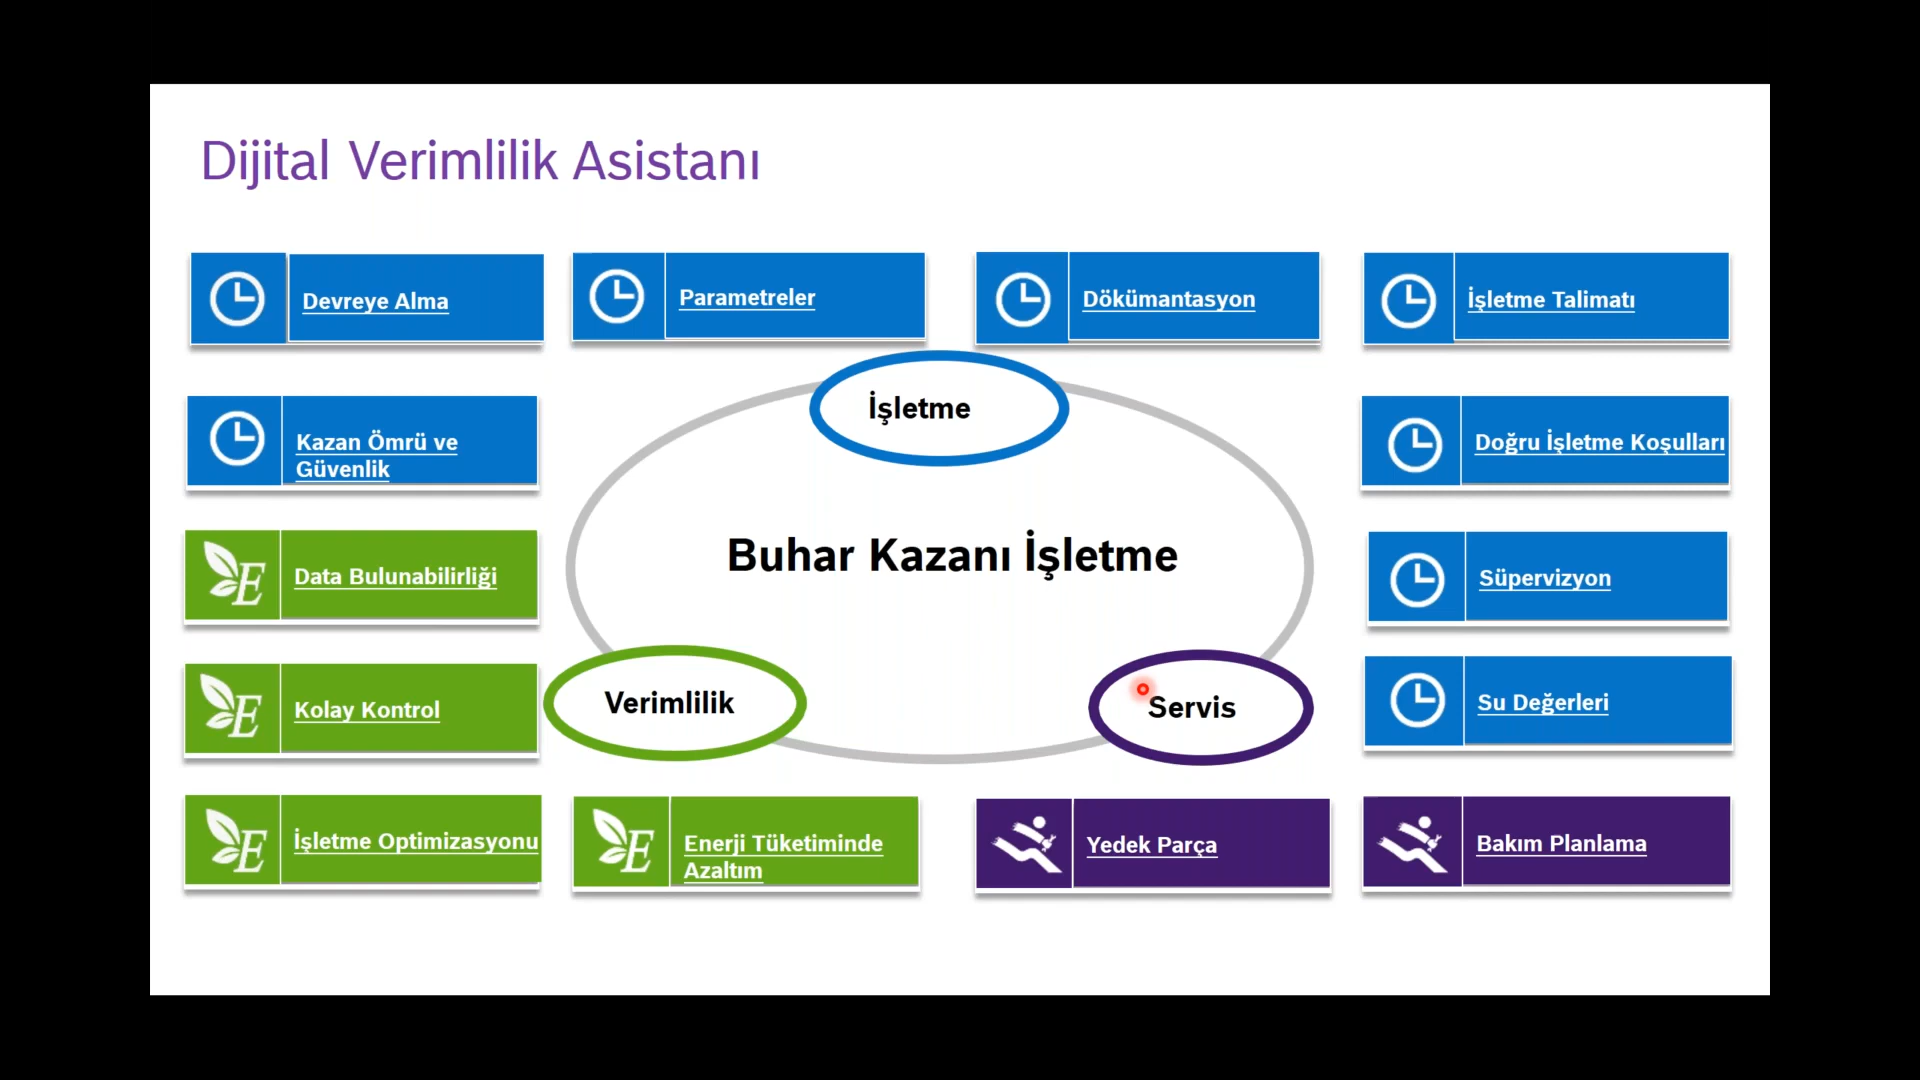 Dijital Verimlilik Asistanı
Devreye Alma
Parametreler
Dökümantasyon
İşletme Talimatı
İşletme
Kazan Ömrü ve
Güvenlik
Doğru İşletme Koşulları
Buhar Kazanı İşletme
Data Bulunabilirliği
Süpervizyon
Kolay Kontrol
Verimlilik
Servis
Su Değerleri
İşletme Optimizasyonu
Enerji Tüketiminde
Azaltım
Yedek Parça
Bakım Planlama